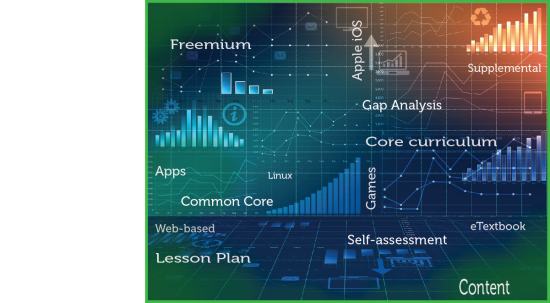 Freemium
Apple iOS
Supplemental
Gap Analysis
Core curriculum
Apps
Linux
Games
Common Core
Web-based
eTextbook
Self-assessment
Lesson Plan
Content